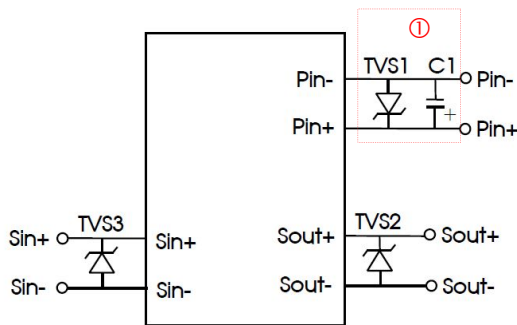 ①
Pin- TVS1 C1 Pin-
Pin+ + Pin+
TVS3 TVS2
Sin+ Sin+ Sout+ Sout+
Sin- Sin- Sout- Sout-